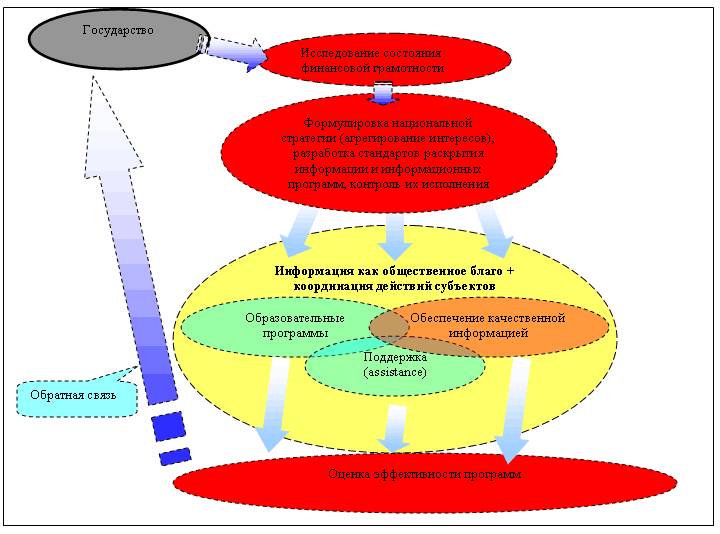 Государство
Исследование состояния
финансовой грамотности
Формулировка национальной
стратегии (агрегирование интересов);
разработка стандартов раскрытия
информации и информационных
программ, контроль их исполнения
Информация как общественное благо +
координация действий субъектов
Образовательные
программы
Обеспечение качественной
информацией
Поддержка
(assistance)
Обратная связь
Оценка эффективности программ